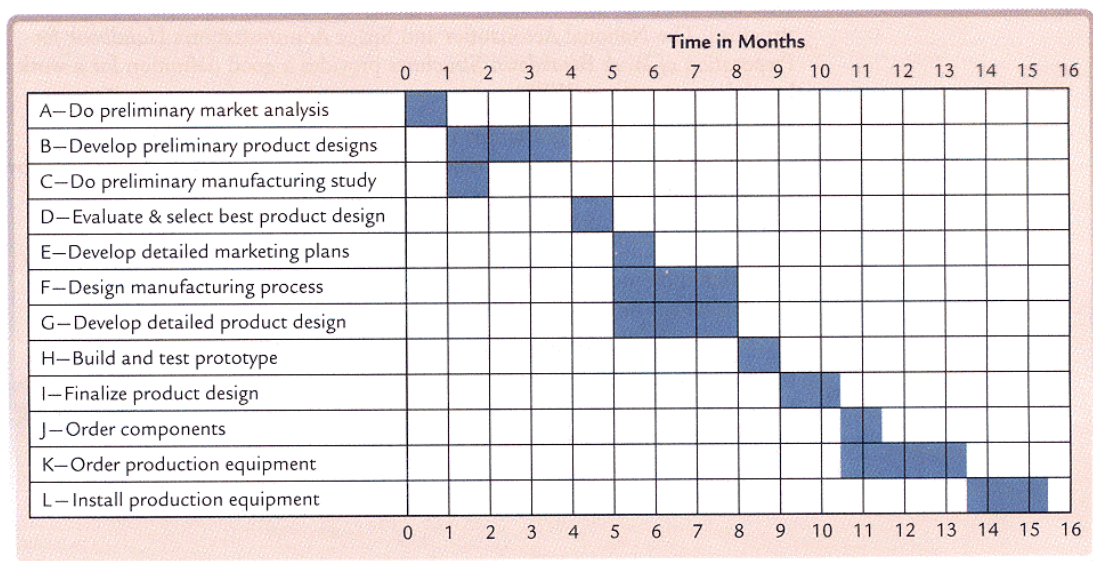 Time in Months
0 1 2 3 4 5 6 7 8 9 10 11 12 13 14 15 16
A—Do preliminary market analysis
B—Develop preliminary product designs
C—Do preliminary manufacturing study
D—Evaluate & select best product design
E—Develop detailed marketing plans
F—Design manufacturing process
G—Develop detailed product design
H—Build and test prototype
I—Finalize product design
J—Order components
K—Order production equipment
L—Install production equipment
0 1 2 3 4 5 6 7 8 9 10 11 12 13 14 15 16